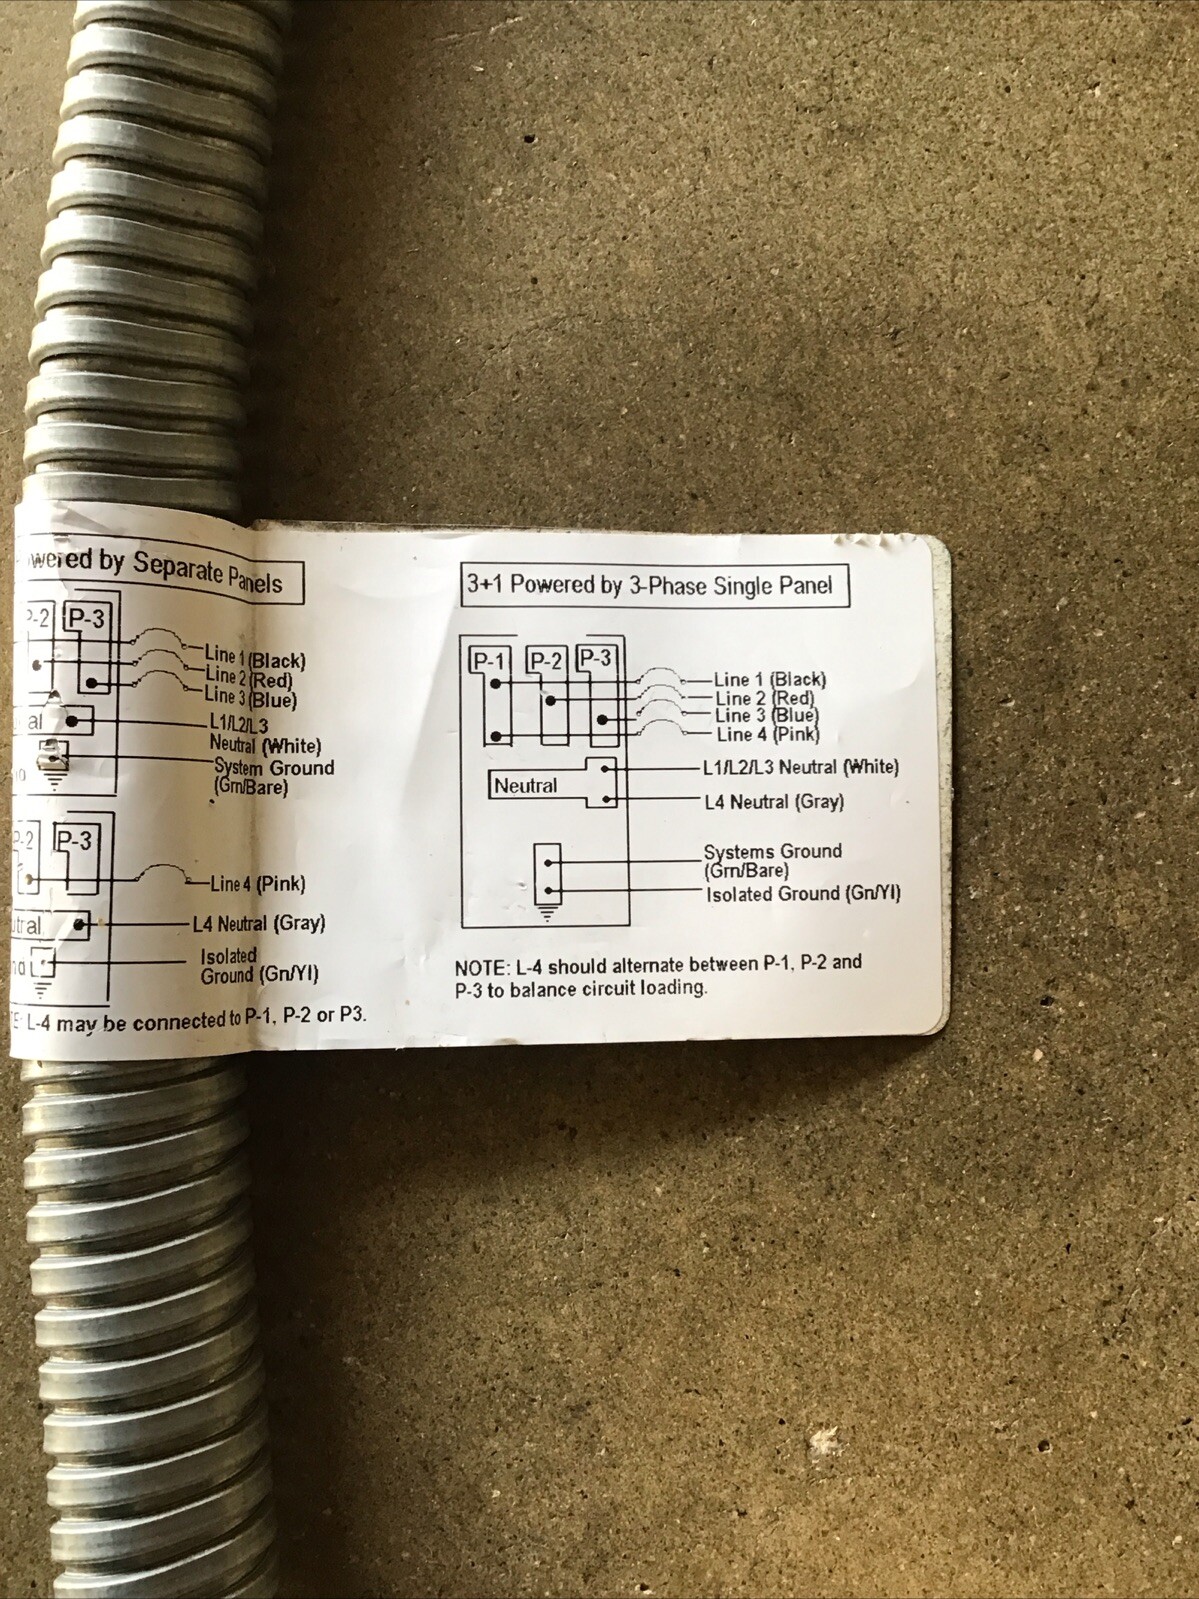 by Separate Panels
P-3
Line 1 (Black)
Line 2 (Red)
Line 3 (Blue)
L1/L2/L3
Neutral (White)
System Ground
(Grn/Bare)
P-3
Line 4 (Pink)
L4 Neutral (Gray)
Isolated
Ground (Gn/Yl)
L-4 may be connected to P-1, P-2 or P3.
3+1 Powered by 3-Phase Single Panel
P-1 P-2 P-3
Line 1 (Black)
Line 2 (Red)
Line 3 (Blue)
Line 4 (Pink)
L1/L2/L3 Neutral (White)
Neutral
L4 Neutral (Gray)
Systems Ground
(Grn/Bare)
Isolated Ground (Gn/Yl)
NOTE: L-4 should alternate between P-1, P-2 and
P-3 to balance circuit loading.